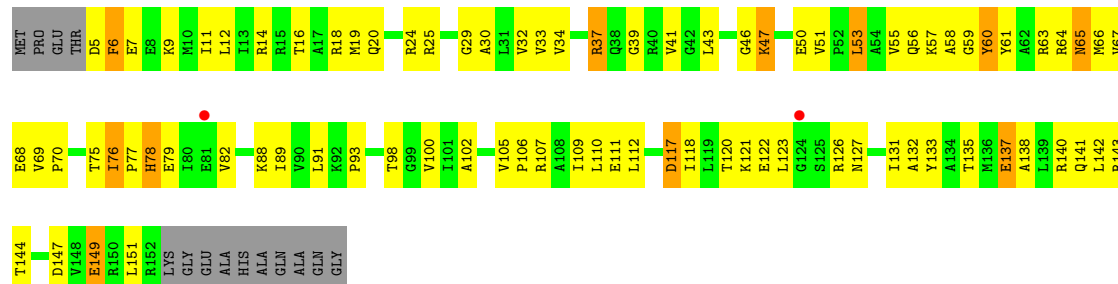 MET PRO GLU THR D5 F6 E7 E8 K9 M10 I11 L12 I13 R14 R15 T16 A17 R18 M19 Q20 R24 R25 G29 A30 L31 V32 V33 V34 R37 Q38 G39 R40 V41 G42 L43 G46 K47 E50 V51 P52 L53 A54 V55 Q56 K57 A58 G59 Y60 Y61 A62 R63 R64 N65 M66 V67
E68 V69 P70 T75 I76 P77 H78 E79 I80 E81 V82 K88 I89 V90 L91 K92 P93 T98 G99 V100 I101 A102 V105 P106 R107 A108 I109 L110 E111 L112 D117 I118 L119 T120 K121 E122 L123 G124 S125 R126 N127 I131 A132 Y133 A134 T135 M136 E137 A138 L139 R140 Q141 L142 R143
T144 D147 V148 E149 R150 L151 R152 LYS GLY GLU ALA HIS ALA GLN ALA GLN GLY